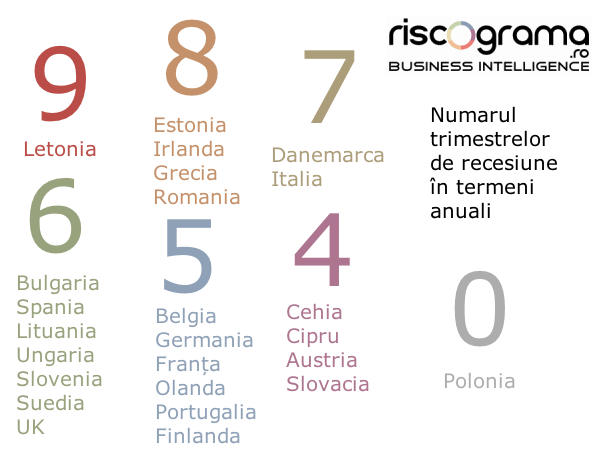 riscograma
.ro
BUSINESS INTELLIGENCE
Numarul
trimestrelor
de recesiune
în termeni
anuali
9
Letonia
8
Estonia
Irlanda
Grecia
Romania
7
Danemarca
Italia
6
Bulgaria
Spania
Lituania
Ungaria
Slovenia
Suedia
UK
5
Belgia
Germania
Franța
Olanda
Portugalia
Finlanda
4
Cehia
Cipru
Austria
Slovacia
0
Polonia